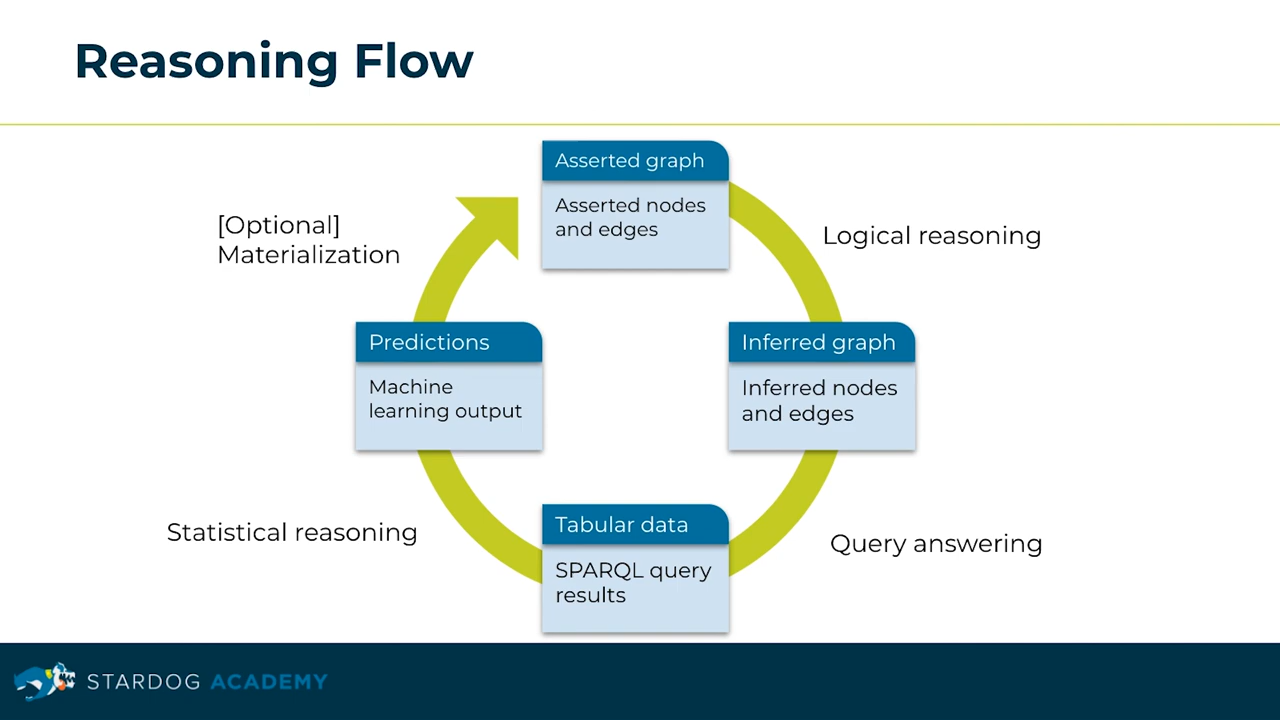 Reasoning Flow
Asserted graph
Asserted nodes
and edges
Logical reasoning
[Optional]
Materialization
Predictions
Machine
learning output
Inferred graph
Inferred nodes
and edges
Statistical reasoning
Tabular data
SPARQL query
results
Query answering
STARDOG ACADEMY